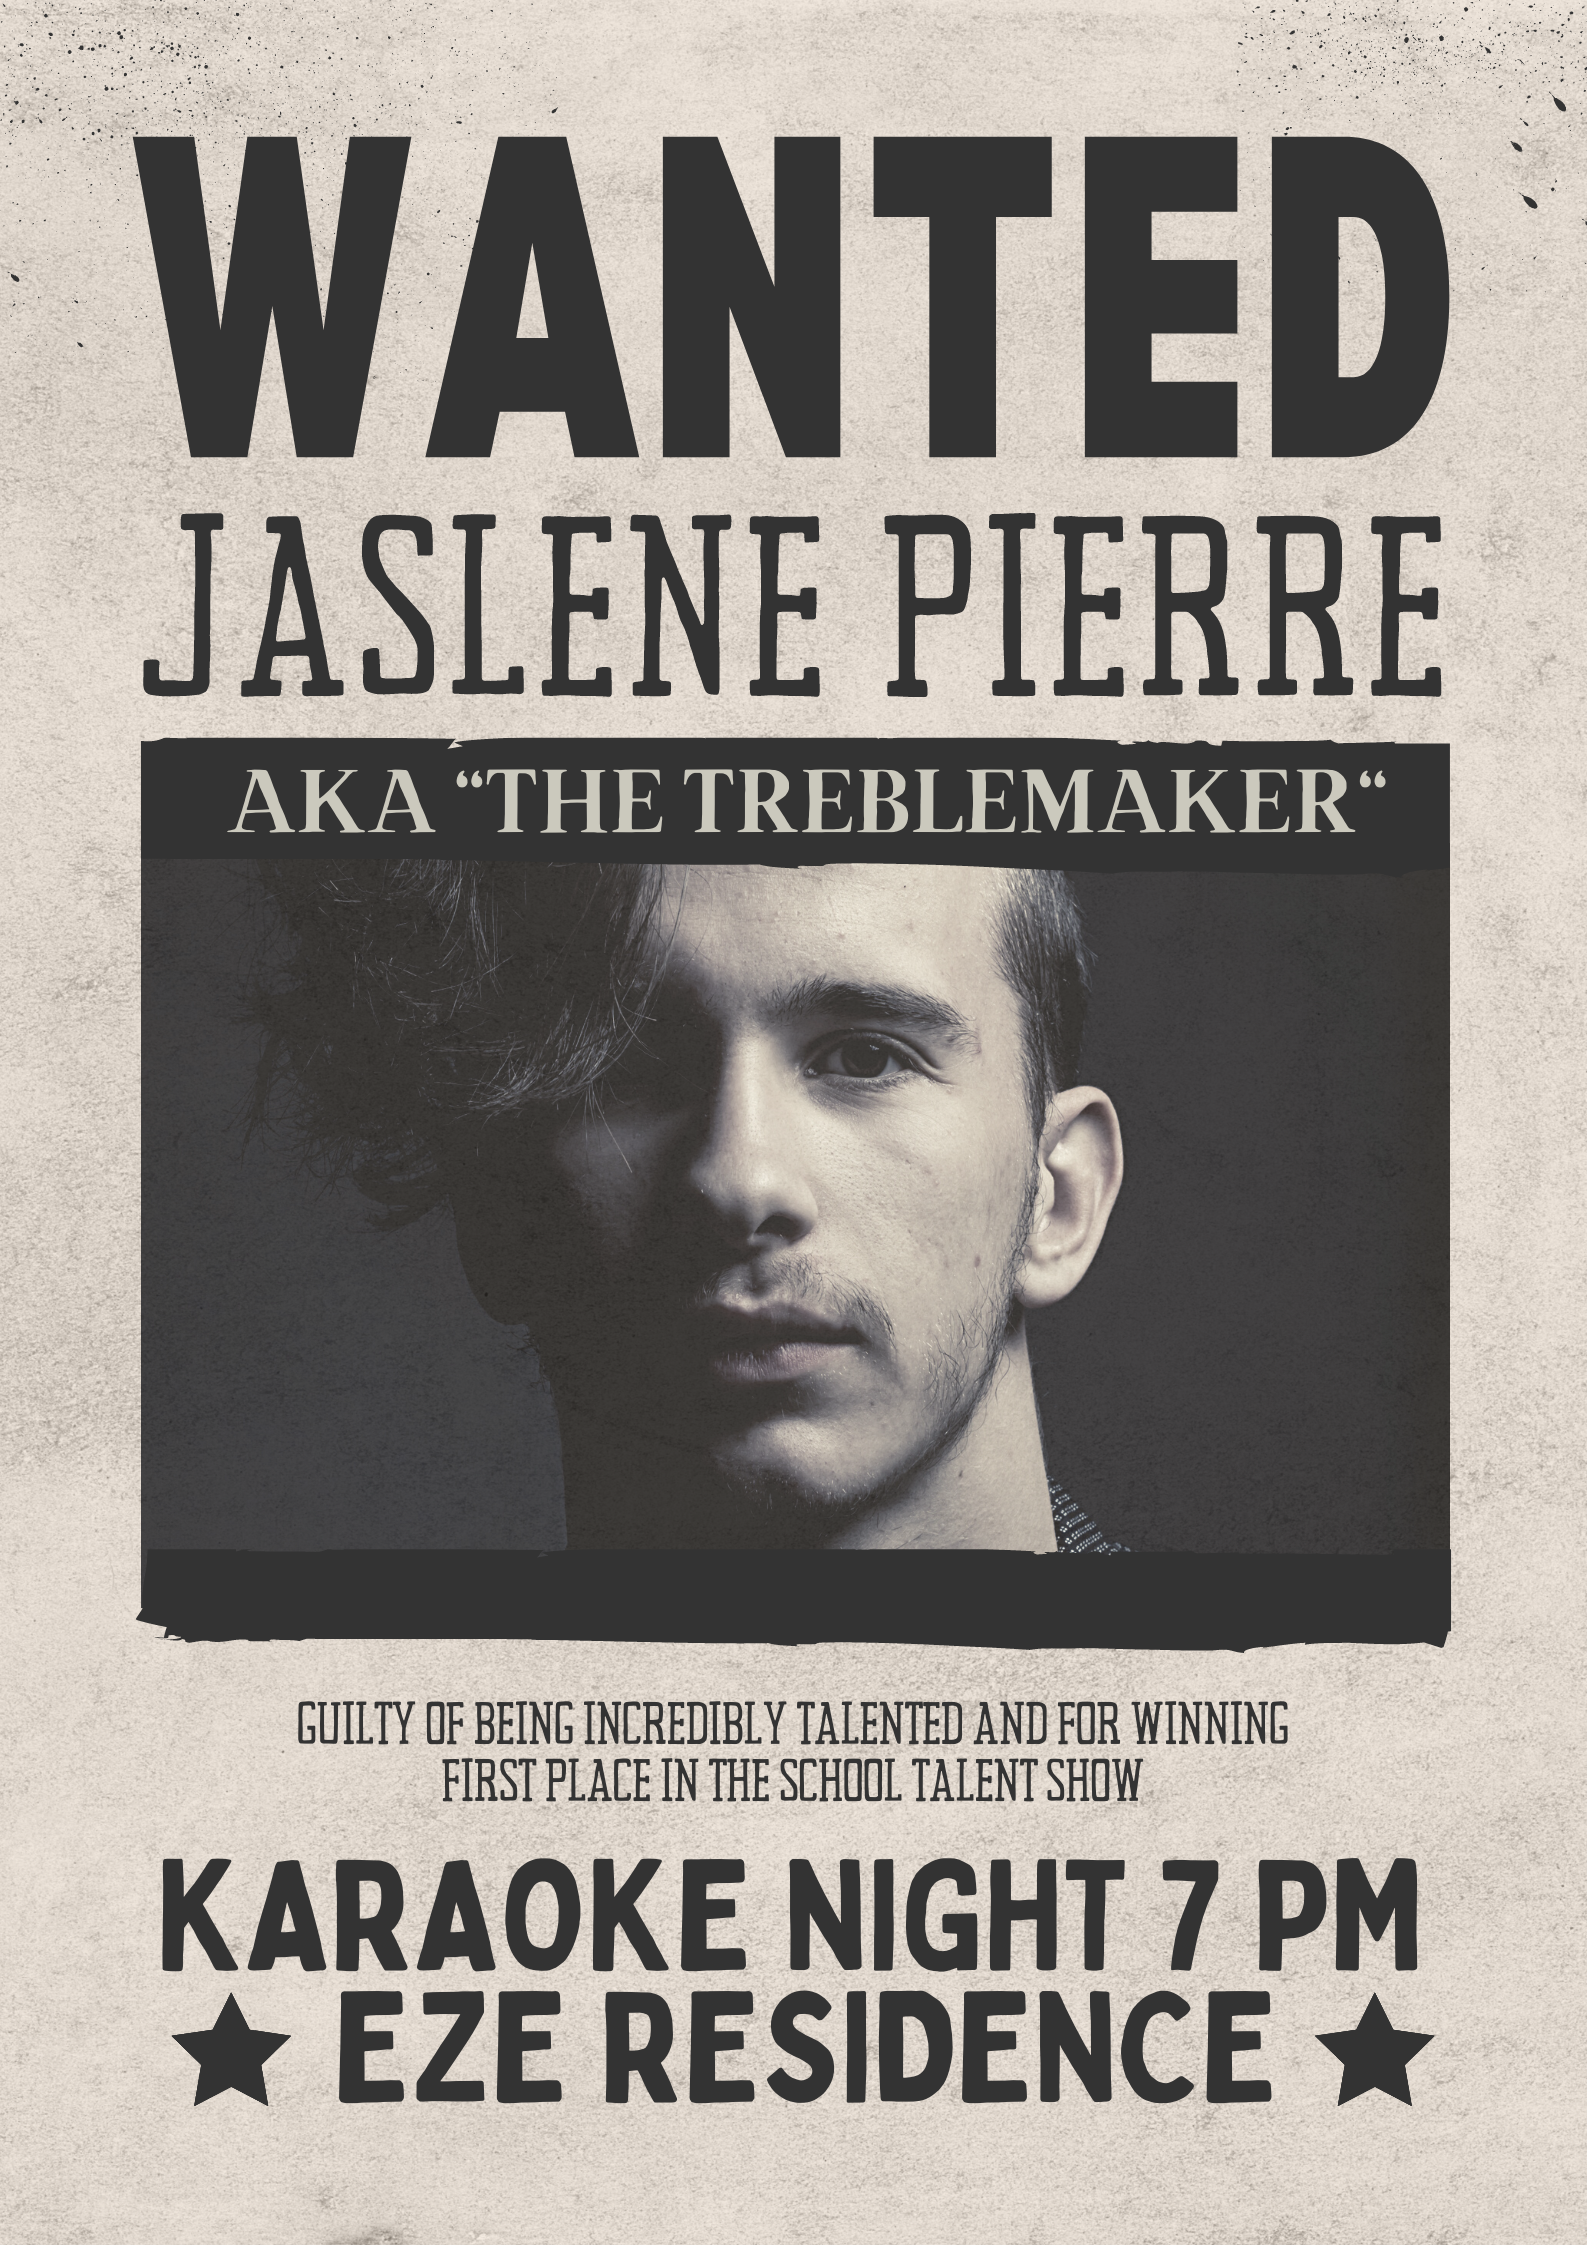 WANTED
JASLENE PIERRE
AKA “THE TREBLEMAKER“
GUILTY OF BEING INCREDIBLY TALENTED AND FOR WINNING
FIRST PLACE IN THE SCHOOL TALENT SHOW
KARAOKE NIGHT 7 PM
EZE RESIDENCE